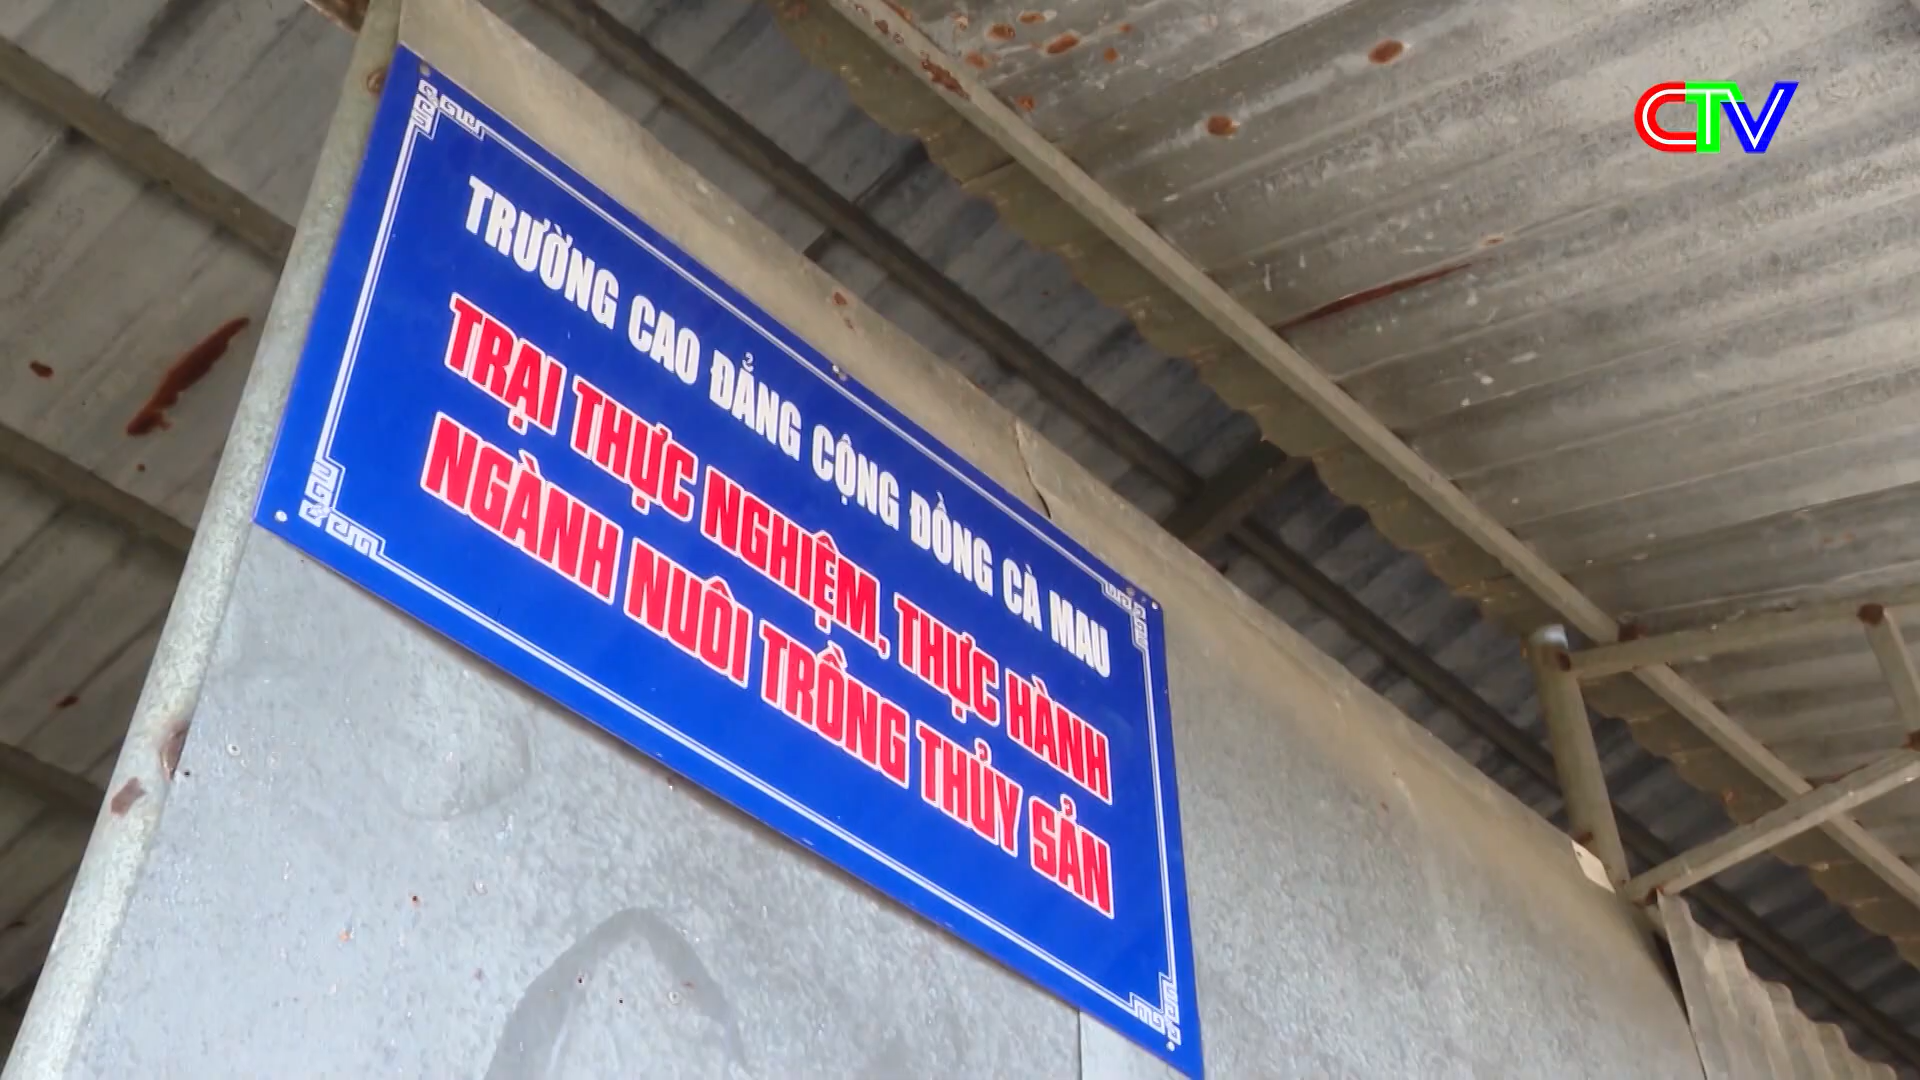 CTV
TRƯỜNG CAO ĐẲNG CỘNG ĐỒNG CÀ MAU
TRẠI THỰC NGHIỆM, THỰC HÀNH
NGÀNH NUÔI TRỒNG THỦY SẢN